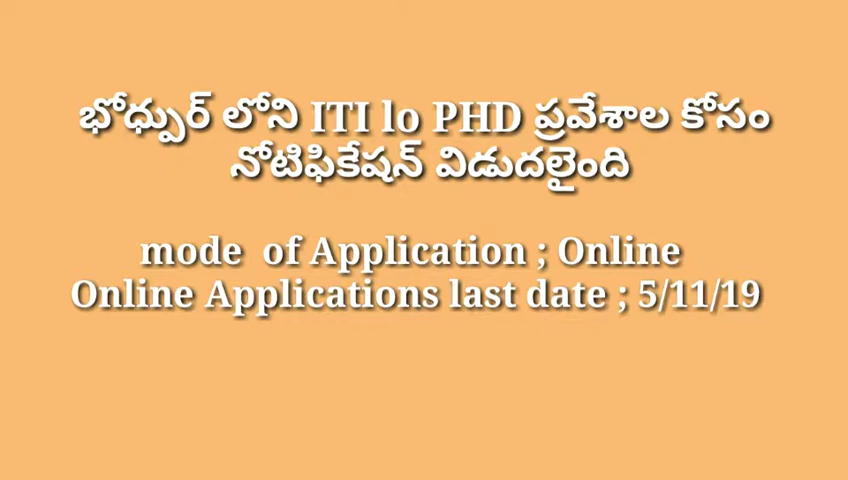 భోధ్పుర్ లోని ITI lo PHD ప్రవేశాల కోసం
నోటిఫికేషన్ విడుదలైంది
mode of Application ; Online
Online Applications last date ; 5/11/19